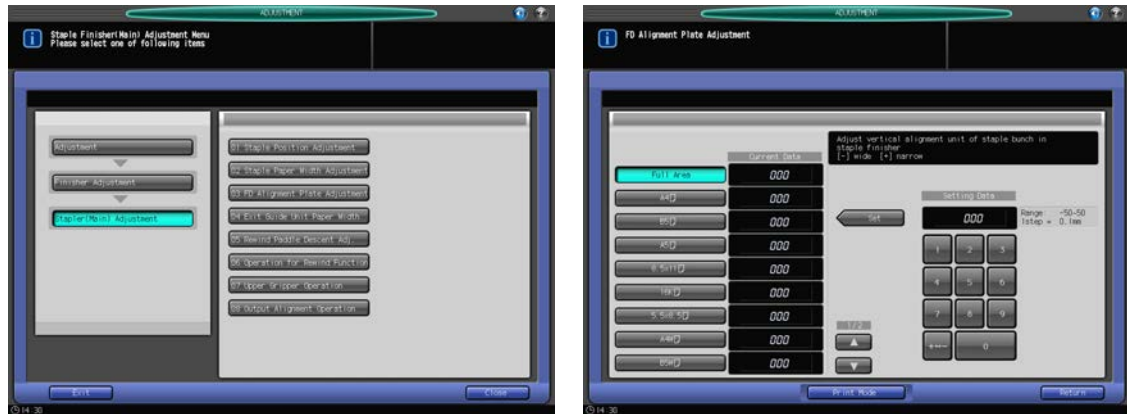 ADJUSTMENT
Staple Finisher(Main) Adjustment Menu
Please select one of following items
Adjustment
Finisher Adjustment
Stapler(Main) Adjustment
01 Staple Position Adjustment
02 Staple Paper Width Adjustment
03 FD Alignment Plate Adjustment
04 Exit Guide Unit Paper Width
05 Rewind Paddle Descent Adj.
06 Operation for Rewind Function
07 Upper Gripper Operation
08 Output Alignment Operation
Exit
Close
14:30
ADJUSTMENT
FD Alignment Plate Adjustment
Adjust vertical alignment unit of staple bunch in
staple finisher
[-] wide [+] narrow
Current Data
Full Area 000
A4 000
B5 000
A5 000
8.5x11 000
16K 000
5.5x8.5 000
A4R 000
B5R 000
Set
Setting Data
000
Range: -50-50
1step = 0.1mm
1 2 3
4 5 6
7 8 9
0
1/2
Print Mode
Return
14:30